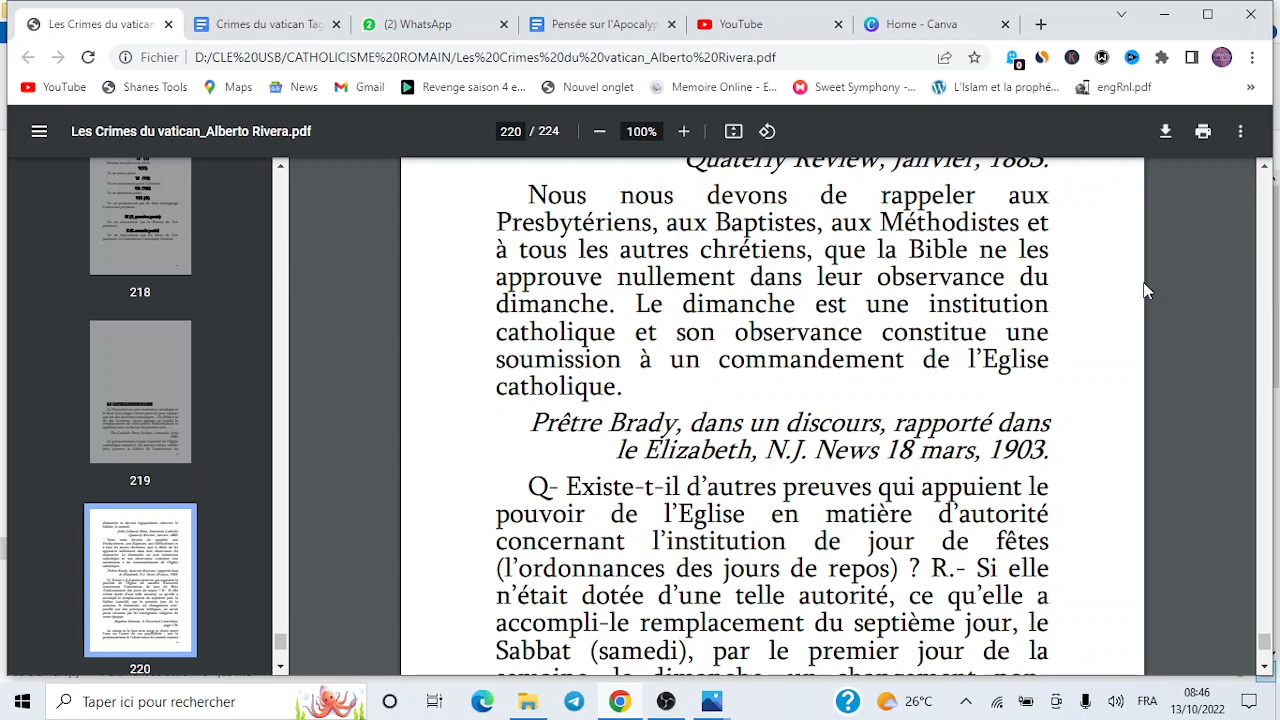 Les Crimes du vatican
Crimes du vatican Tag
(2) WhatsApp
Pensée sur l'Apocalyp
YouTube
Home - Canva
Fichier
D:/CLE%20USB/CATHOLICISME%20ROMAIN/Les%20Crimes%20du%20vatican_Alberto%20Rivera.pdf
YouTube
Shanes Tools
Maps
News
Gmail
Revenge saison 4 e...
Nouvel onglet
Memoire Online - E...
Sweet Symphony -...
L'Islam et la prophé...
engRnl.pdf
Les Crimes du vatican_Alberto Rivera.pdf
220 / 224
100%
218
219
220
Quaterly Review, Janvier, 1883.
Nous nous devons de rappeler aux
Presbytériens, aux Baptistes, aux Méthodistes et
à tous les autres chrétiens, que la Bible ne les
approuve nullement dans leur observance du
dimanche. Le dimanche est une institution
catholique et son observance constitue une
soumission à un commandement de l'Eglise
catholique.
Prêtre Brady, dans un discours, rapporté dans
le Elizabeth, N.J. News 18 mars, 1903.
Q- Existe-t-il d'autres preuves qui appuient le
pouvoir de l'Eglise en matière d'autorité
concernant l'institution de jour de fêtes
(l'ordonnances des jours de repos) ? R.- Si elle
n'était dotée d'une telle autorité, ce qu'elle a
accompli-le remplacement du septième jour, le
Sabbat (samedi), par le premier jour de la
semaine le dimanche un changement non
Taper ici pour rechercher
26°C
FRA
08:46
13/10/2022